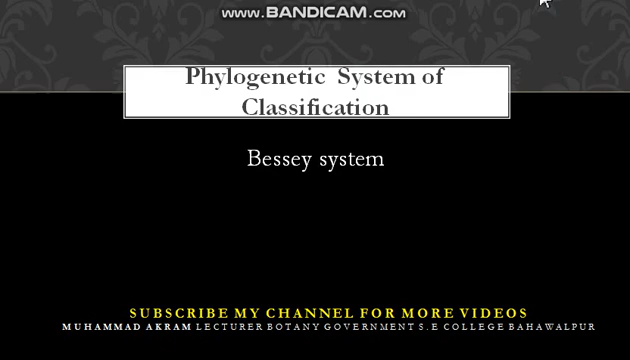 www.BANDICAM.com
Phylogenetic System of
Classification
Bessey system
SUBSCRIBE MY CHANNEL FOR MORE VIDEOS
MUHAMMAD AKRAM LECTURER BOTANY GOVERNMENT S.E COLLEGE BAHAWALPUR